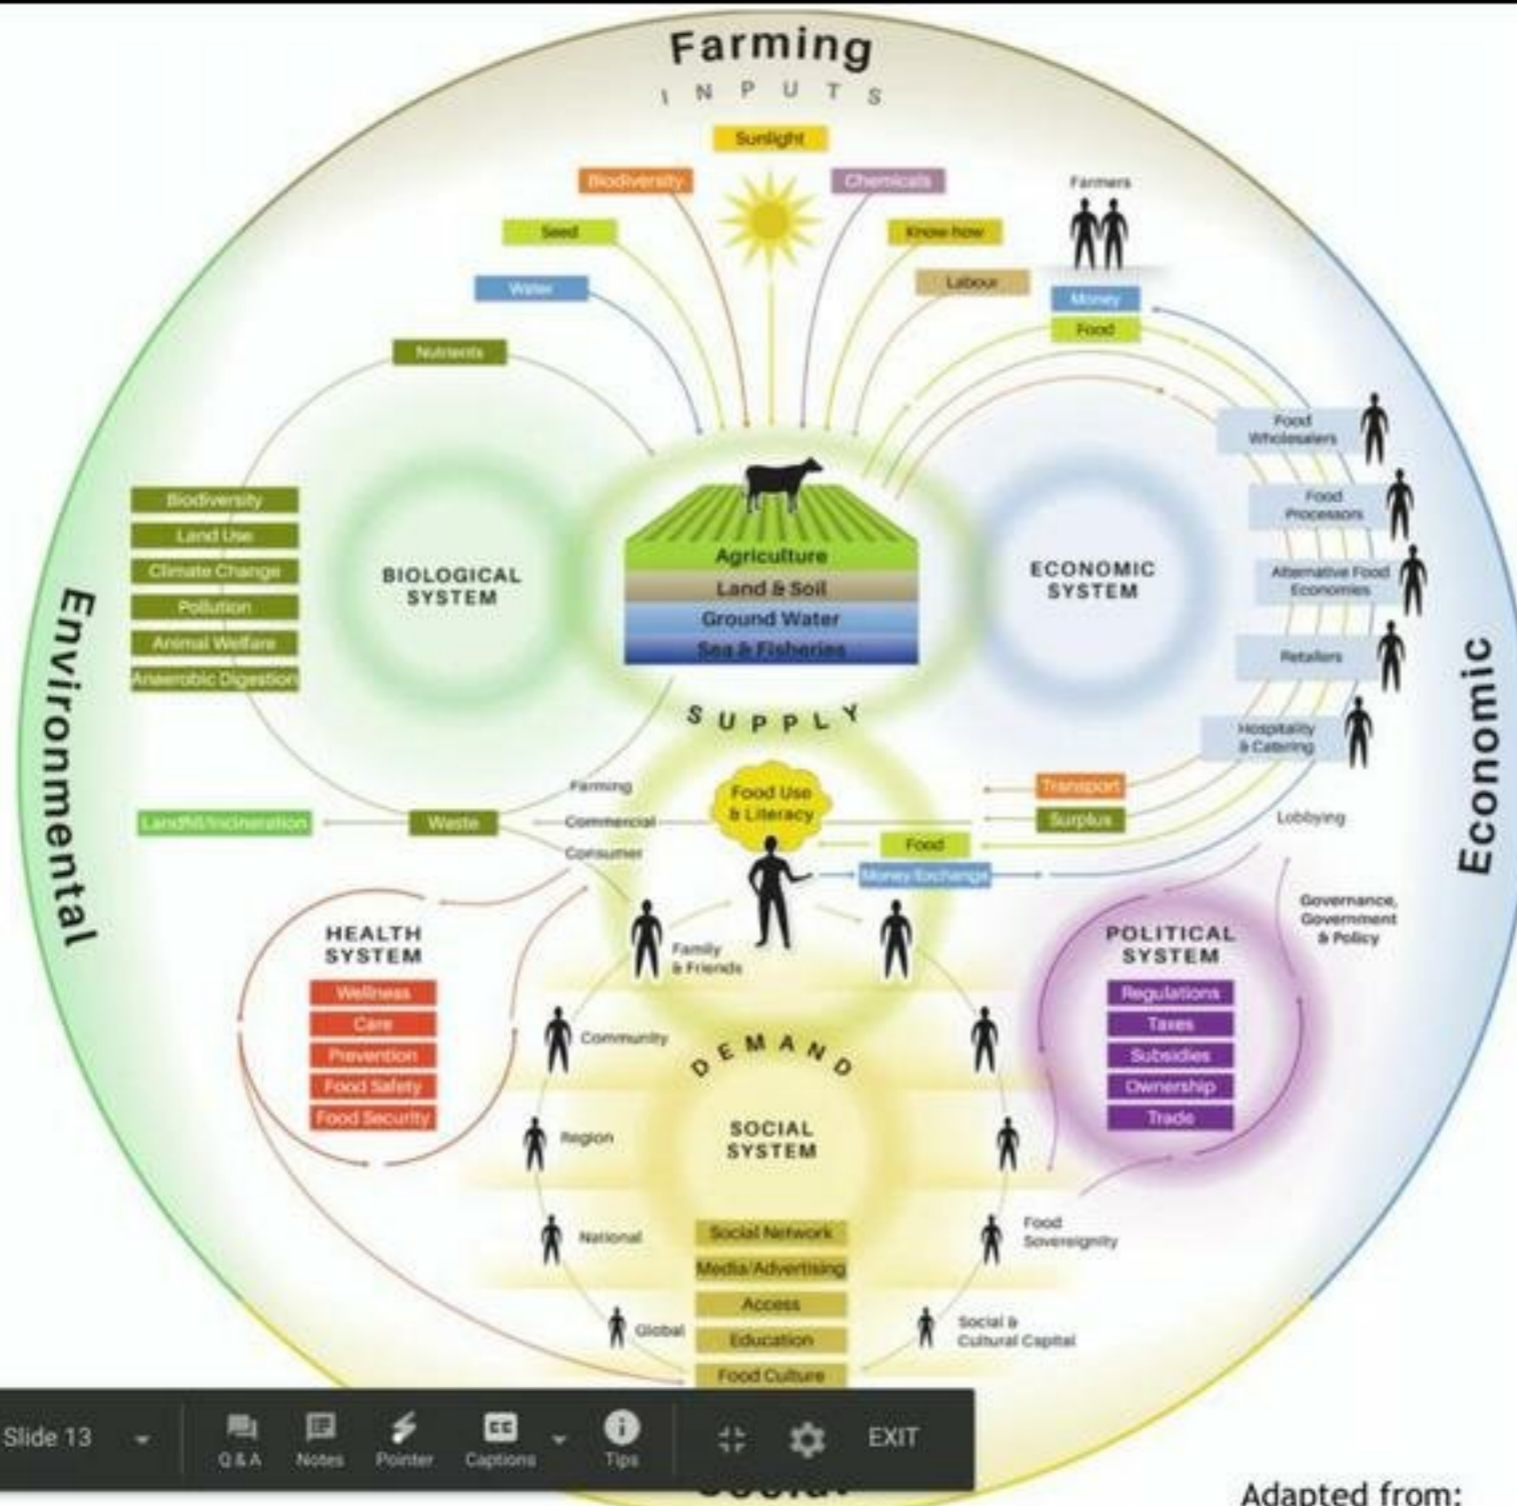 Farming
INPUTS
Sunlight
Biodiversity
Chemicals
Farmers
Seed
Know-how
Water
Labour
Money
Food
Nutrients
Food
Wholesalers
Biodiversity
Land Use
Climate Change
Pollution
Animal Welfare
Anaerobic Digestion
BIOLOGICAL
SYSTEM
Agriculture
Land & Soil
Ground Water
Sea & Fisheries
ECONOMIC
SYSTEM
Food
Processors
Alternative Food
Economies
Retailers
Hospitality
& Catering
Environmental
Economic
SUPPLY
Farming
Commercial
Consumer
Landfill/Incineration
Waste
Food Use
& Literacy
Transport
Surplus
Food
Money/Exchange
Lobbying
Governance,
Government
& Policy
HEALTH
SYSTEM
Wellness
Care
Prevention
Food Safety
Food Security
Family
& Friends
Community
Region
National
Global
DEMAND
SOCIAL
SYSTEM
Social Network
Media/Advertising
Access
Education
Food Culture
POLITICAL
SYSTEM
Regulations
Taxes
Subsidies
Ownership
Trade
Food
Sovereignity
Social &
Cultural Capital
Slide 13
Q & A
Notes
Pointer
CC
Captions
Tips
EXIT
Adapted from: